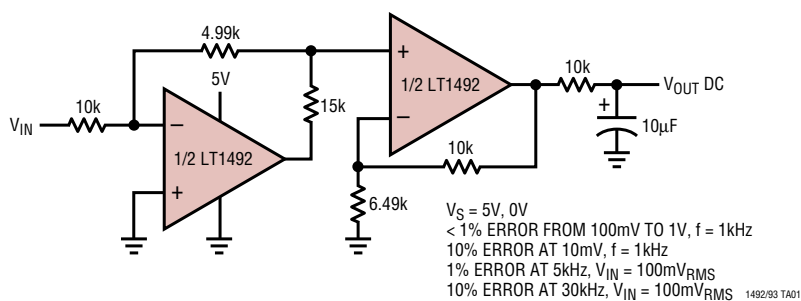 4.99k
5V
10k
V_IN
15k
−
+
1/2 LT1492
+
−
1/2 LT1492
10k
6.49k
10k
V_OUT DC
+
10µF
V_S = 5V, 0V
< 1% ERROR FROM 100mV TO 1V, f = 1kHz
10% ERROR AT 10mV, f = 1kHz
1% ERROR AT 5kHz, V_IN = 100mV_RMS
10% ERROR AT 30kHz, V_IN = 100mV_RMS
1492/93 TA01